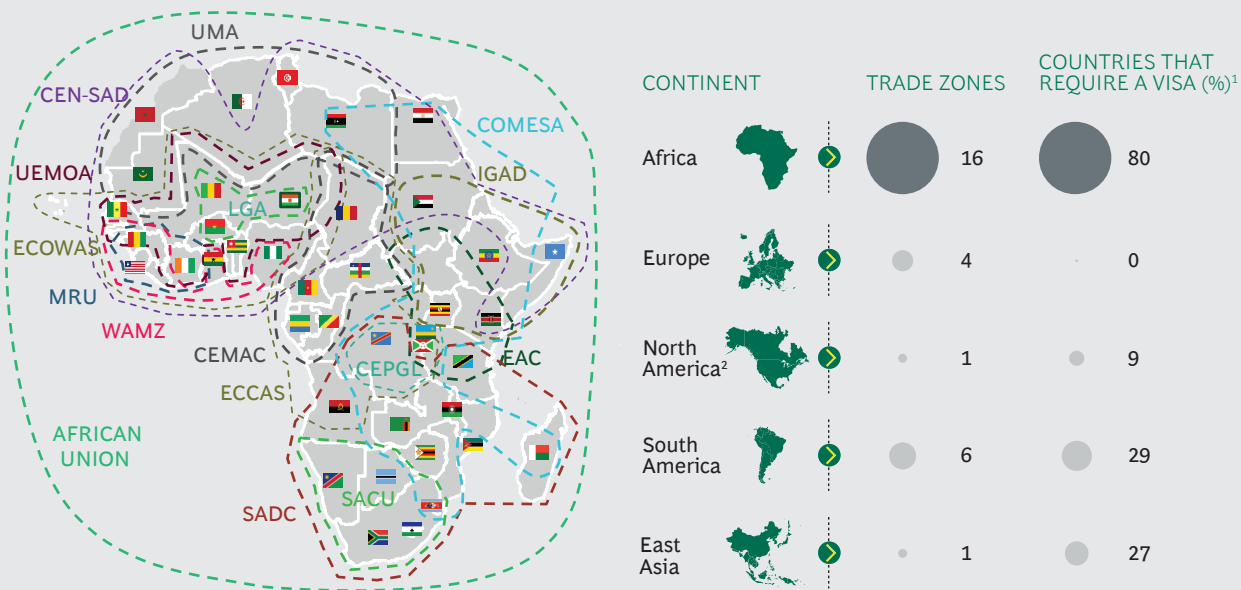 UMA
CEN-SAD
COMESA
UEMOA
IGAD
LGA
ECOWAS
MRU
WAMZ
CEMAC
EAC
CEPGL
ECCAS
AFRICAN
UNION
SACU
SADC
CONTINENT
TRADE ZONES
COUNTRIES THAT
REQUIRE A VISA (%)¹
Africa
16
80
Europe
4
0
North
America²
1
9
South
America
6
29
East
Asia
1
27